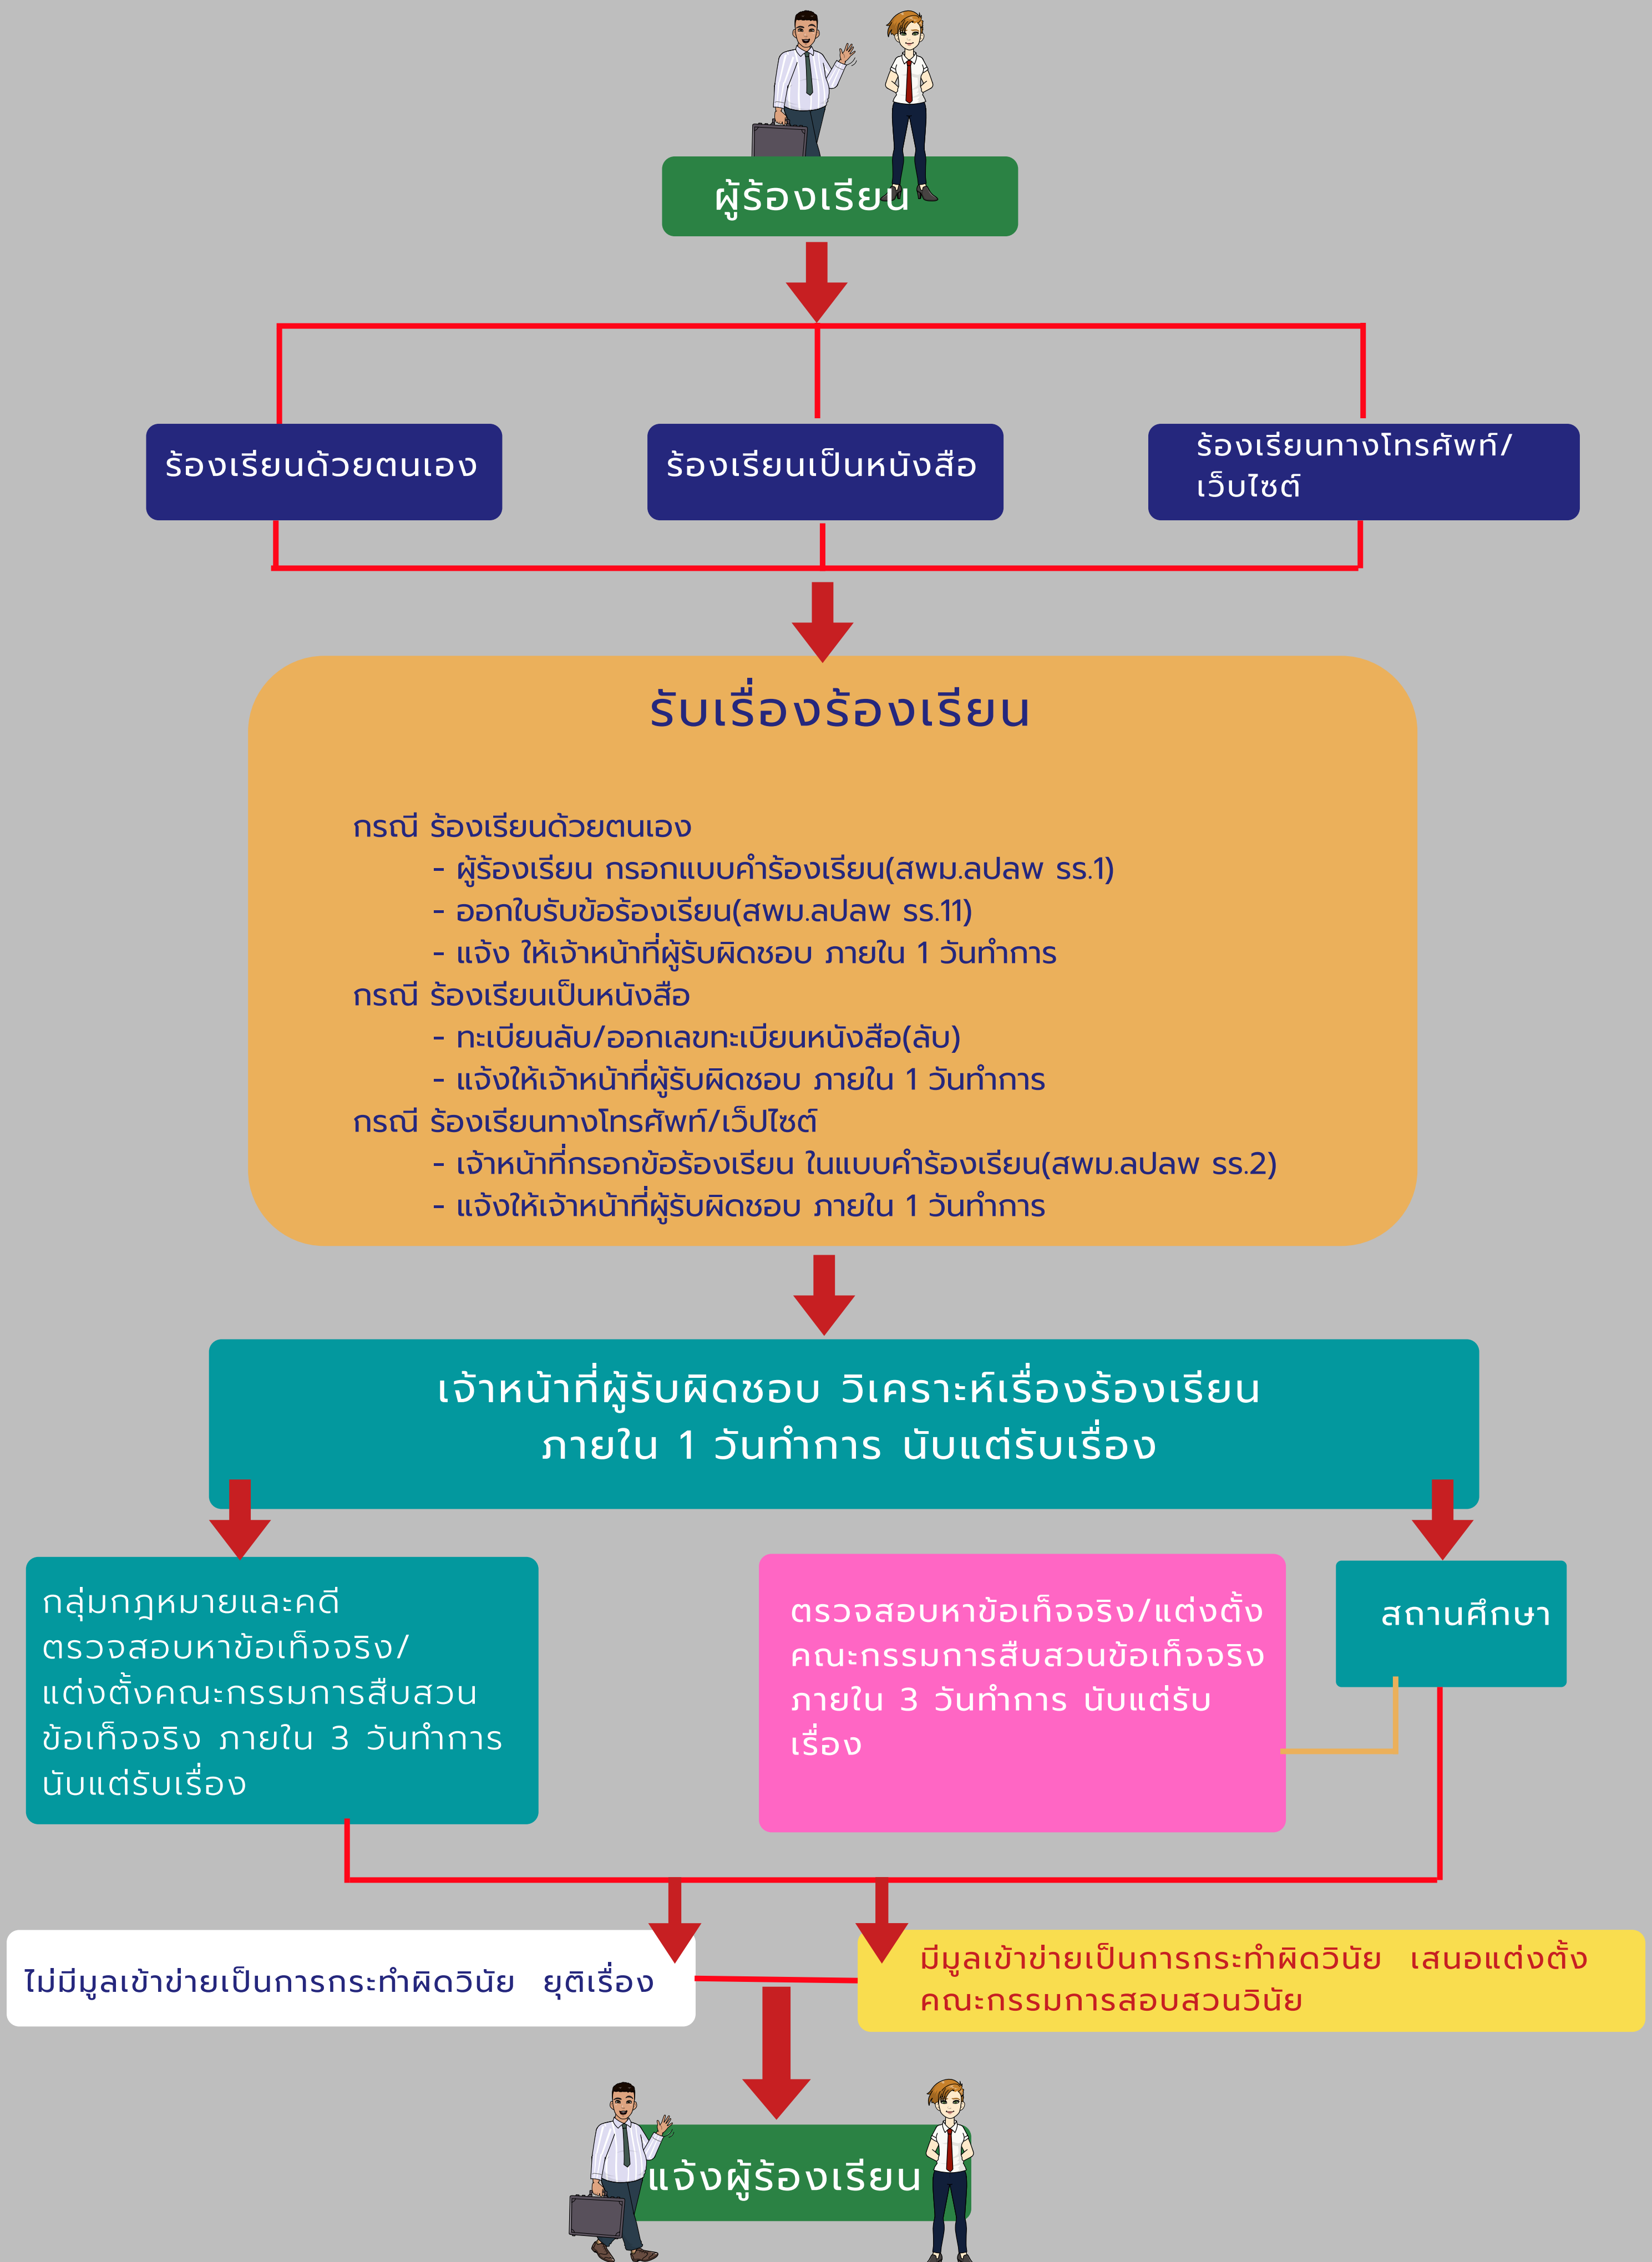 ผู้ร้องเรียน
ร้องเรียนด้วยตนเอง
ร้องเรียนเป็นหนังสือ
ร้องเรียนทางโทรศัพท์/
เว็บไซต์
รับเรื่องร้องเรียน
กรณี ร้องเรียนด้วยตนเอง
- ผู้ร้องเรียน กรอกแบบคำร้องเรียน(สพม.ลปลพ รร.1)
- ออกใบรับข้อร้องเรียน(สพม.ลปลพ รร.11)
- แจ้ง ให้เจ้าหน้าที่ผู้รับผิดชอบ ภายใน 1 วันทำการ
กรณี ร้องเรียนเป็นหนังสือ
- ทะเบียนลับ/ออกเลขทะเบียนหนังสือ(ลับ)
- แจ้งให้เจ้าหน้าที่ผู้รับผิดชอบ ภายใน 1 วันทำการ
กรณี ร้องเรียนทางโทรศัพท์/เว็ปไซต์
- เจ้าหน้าที่กรอกข้อร้องเรียน ในแบบคำร้องเรียน(สพม.ลปลพ รร.2)
- แจ้งให้เจ้าหน้าที่ผู้รับผิดชอบ ภายใน 1 วันทำการ
เจ้าหน้าที่ผู้รับผิดชอบ วิเคราะห์เรื่องร้องเรียน
ภายใน 1 วันทำการ นับแต่รับเรื่อง
กลุ่มกฎหมายและคดี
ตรวจสอบหาข้อเท็จจริง/
แต่งตั้งคณะกรรมการสืบสวน
ข้อเท็จจริง ภายใน 3 วันทำการ
นับแต่รับเรื่อง
ตรวจสอบหาข้อเท็จจริง/แต่งตั้ง
คณะกรรมการสืบสวนข้อเท็จจริง
ภายใน 3 วันทำการ นับแต่รับ
เรื่อง
สถานศึกษา
ไม่มีมูลเข้าข่ายเป็นการกระทำผิดวินัย ยุติเรื่อง
มีมูลเข้าข่ายเป็นการกระทำผิดวินัย เสนอแต่งตั้ง
คณะกรรมการสอบสวนวินัย
แจ้งผู้ร้องเรียน